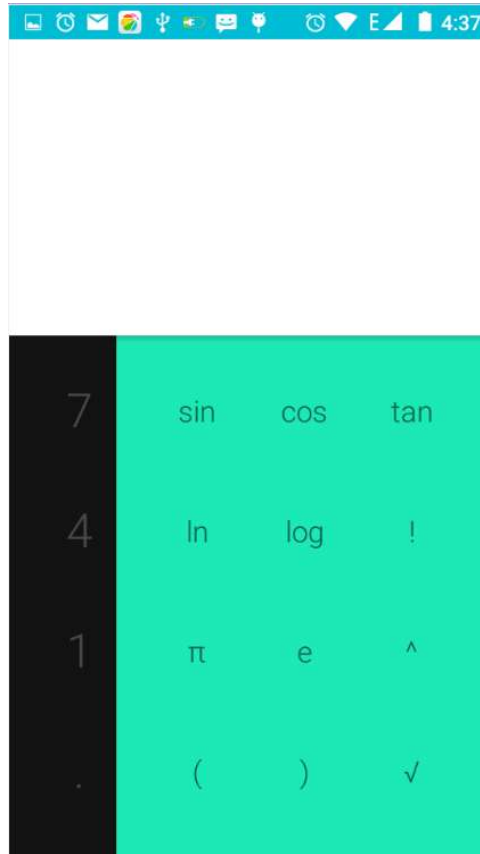 E 4:37
7 sin cos tan
4 ln log !
1 π e ^
. ( ) √